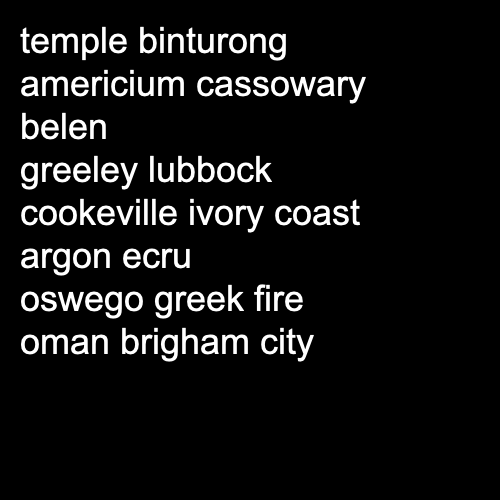 temple binturong
americium cassowary
belen
greeley lubbock
cookeville ivory coast
argon ecru
oswego greek fire
oman brigham city